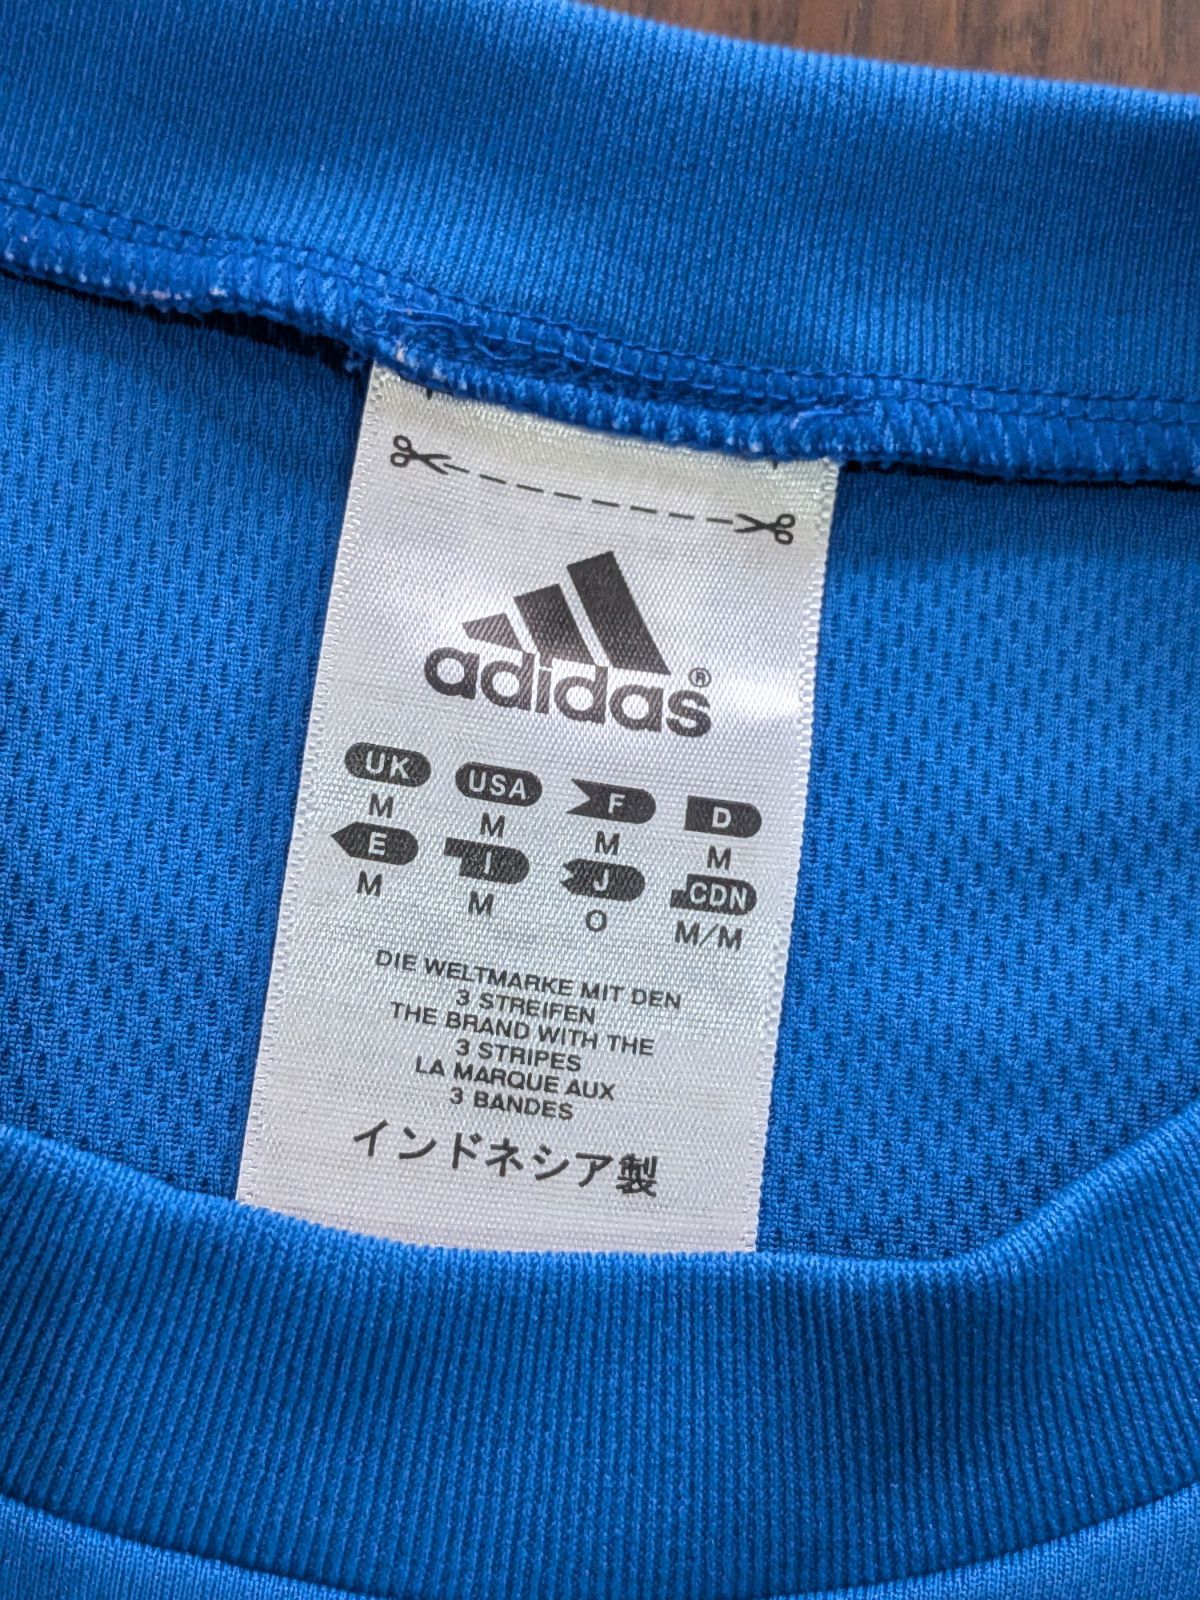 adidas®
UK USA F D
M M M M
E I J CDN
M M O M/M
DIE WELTMARKE MIT DEN
3 STREIFEN
THE BRAND WITH THE
3 STRIPES
LA MARQUE AUX
3 BANDES
インドネシア製